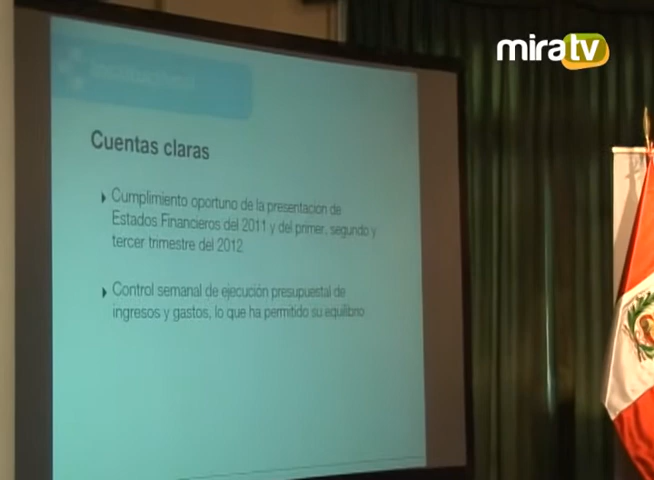 miratv
Cuentas claras
Cumplimiento oportuno de la presentacion de
Estados Financieros del 2011 y del primer, segundo y
tercer trimestre del 2012
Control semanal de ejecución presupuestal de
ingresos y gastos, lo que ha permitido su equilibrio